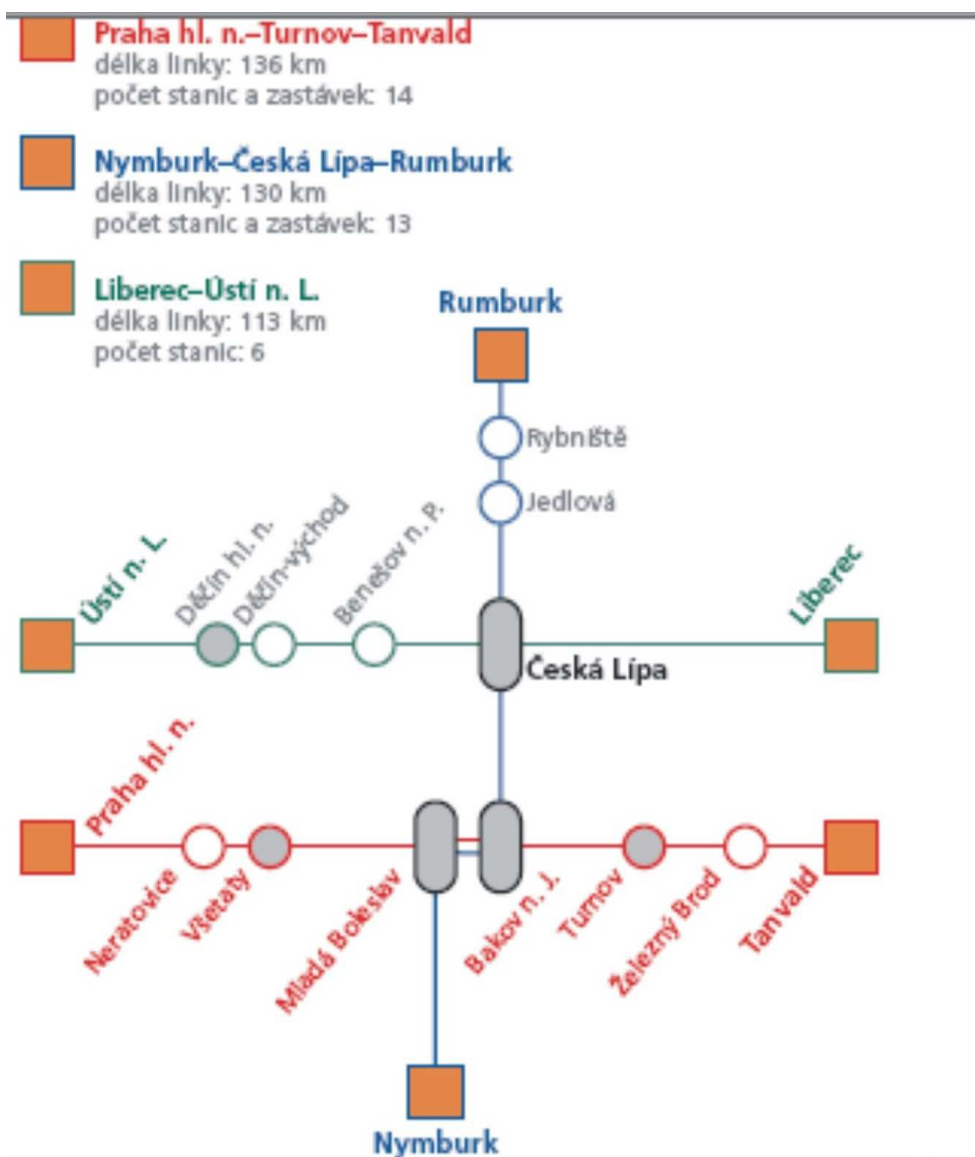 Praha hl. n.–Turnov–Tanvald
délka linky: 136 km
počet stanic a zastávek: 14
Nymburk–Česká Lípa–Rumburk
délka linky: 130 km
počet stanic a zastávek: 13
Liberec–Ústí n. L.
délka linky: 113 km
počet stanic: 6
Rumburk
Rybniště
Jedlová
Ústí n. L.
Děčín hl. n.
Děčín-východ
Benešov n. P.
Liberec
Česká Lípa
Praha hl. n.
Neratovice
Všetaty
Mladá Boleslav
Bakov n. J.
Turnov
Železný Brod
Tanvald
Nymburk